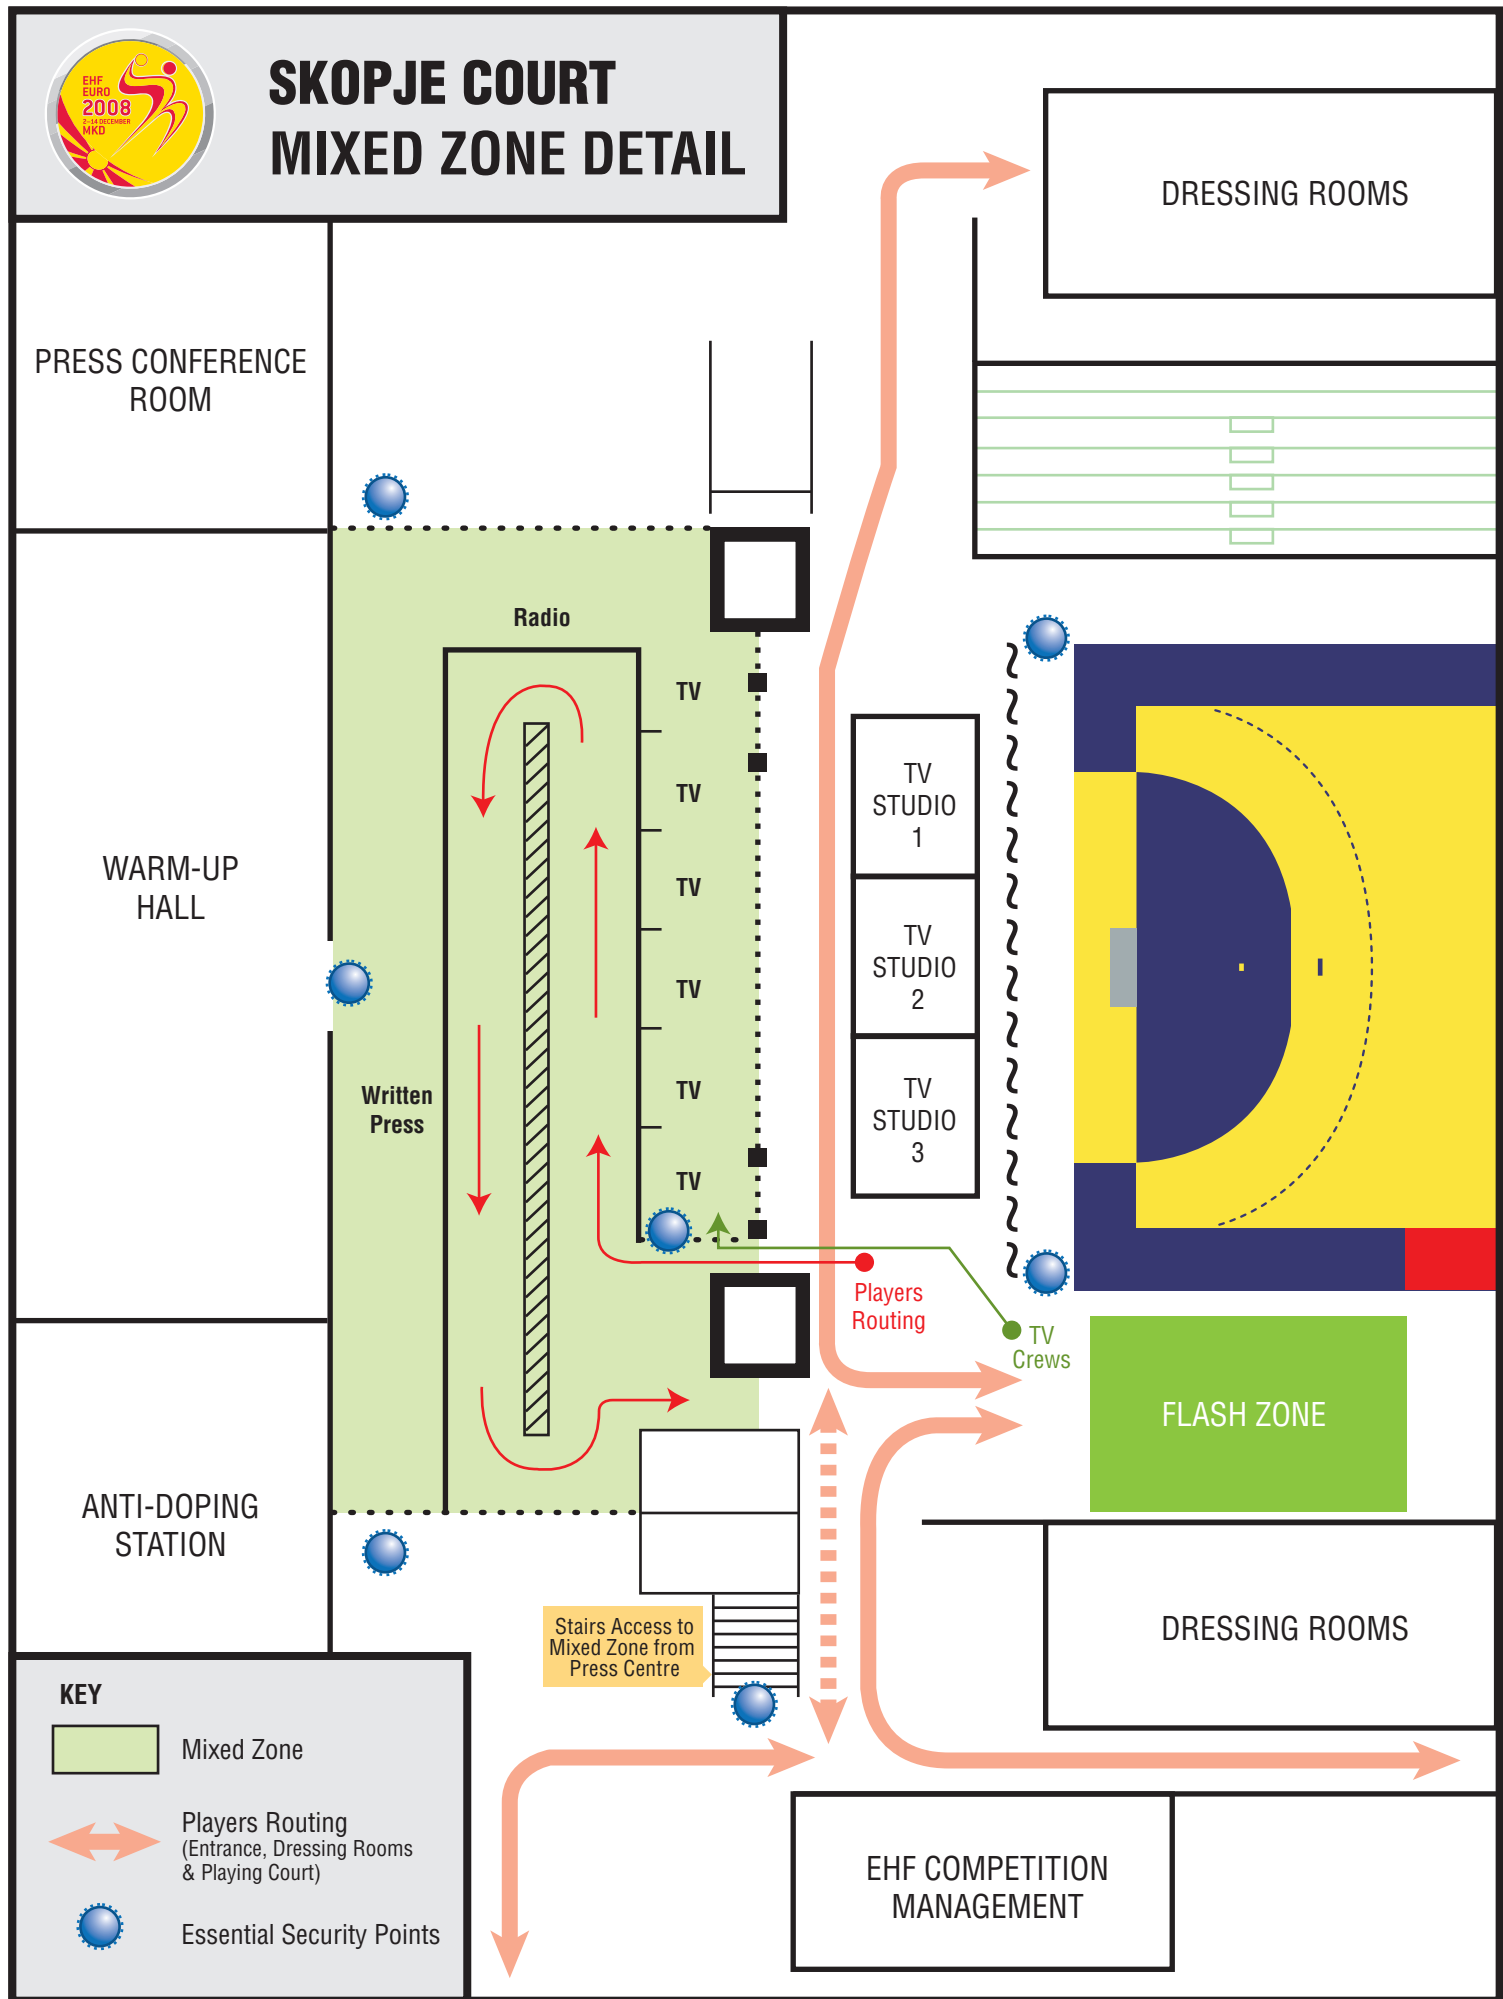 EHF
EURO
2008
2-14 DECEMBER
MKD
SKOPJE COURT
MIXED ZONE DETAIL
DRESSING ROOMS
PRESS CONFERENCE
ROOM
Radio
TV
TV
TV
TV
TV
TV
WARM-UP
HALL
Written
Press
TV
STUDIO
1
TV
STUDIO
2
TV
STUDIO
3
Players
Routing
TV
Crews
FLASH ZONE
ANTI-DOPING
STATION
Stairs Access to
Mixed Zone from
Press Centre
DRESSING ROOMS
KEY
Mixed Zone
Players Routing
(Entrance, Dressing Rooms
& Playing Court)
Essential Security Points
EHF COMPETITION
MANAGEMENT